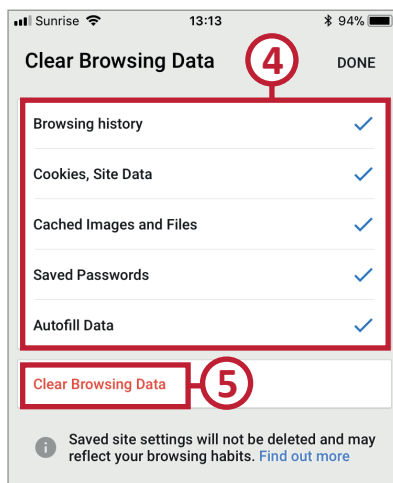 Sunrise 13:13 94%
Clear Browsing Data 4 DONE
Browsing history
Cookies, Site Data
Cached Images and Files
Saved Passwords
Autofill Data
Clear Browsing Data 5
Saved site settings will not be deleted and may
reflect your browsing habits. Find out more